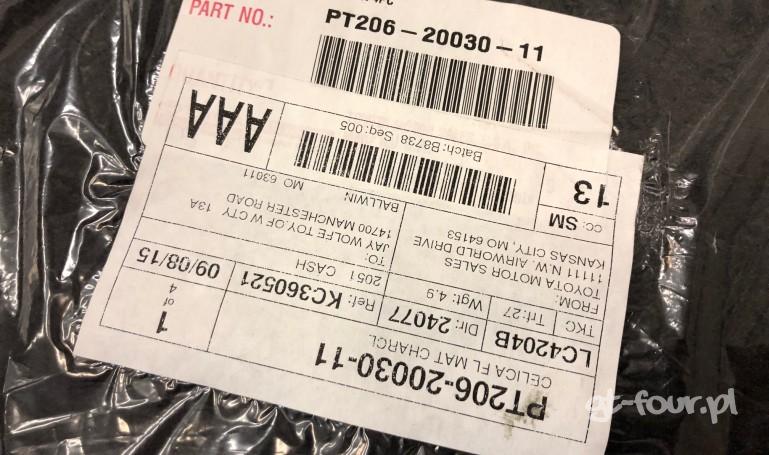 PART NO.:
PT206-20030-11
PT206-20030-11
CELICA FL MAT CHARCL
LC4204B
Dlr: 24077
Ref: KC360521
1
of
4
TKC
Trl: 27
Wgt: 4.9
2051 CASH
09/08/15
FROM:
TOYOTA MOTOR SALES
11111 N.W. AIRWORLD DRIVE
KANSAS CITY, MO 64153
TO:
JAY WOLFE TOY.OF W CTY 13A
14700 MANCHESTER ROAD
BALLWIN MO 63011
CC: SM
13
Batch:B8738 Seq:005
AAA
gt-four.pl